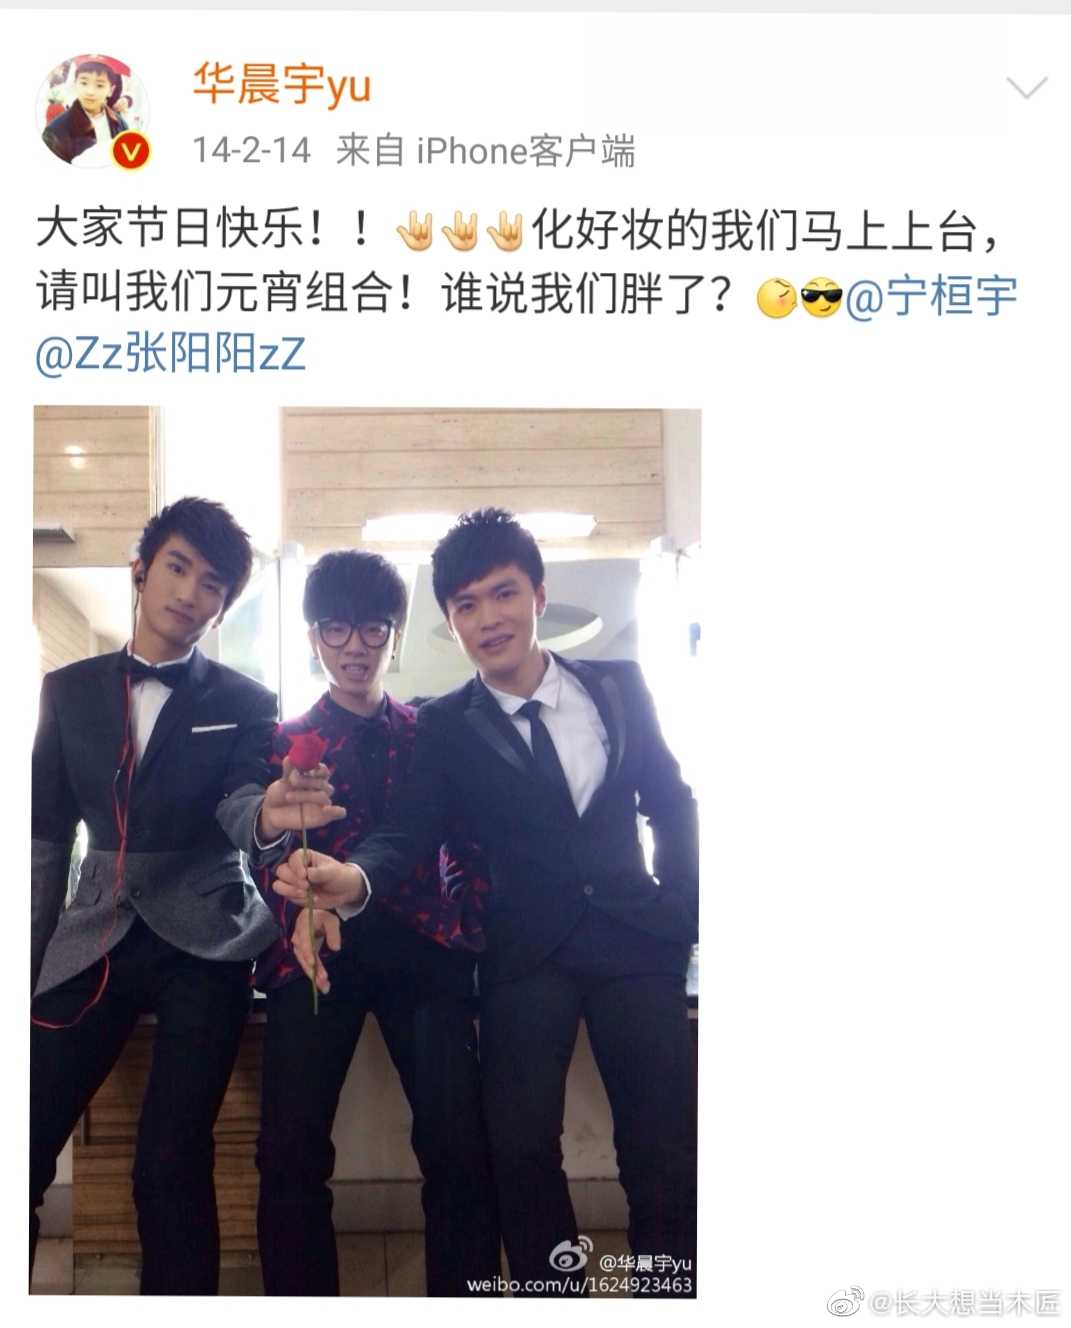 华晨宇yu
14-2-14 来自 iPhone客户端
大家节日快乐！！🤟🤟🤟化好妆的我们马上上台，
请叫我们元宵组合！谁说我们胖了？@宁桓宇
@Zz张阳阳zZ
@华晨宇yu
weibo.com/u/1624923463
@长大想当木匠